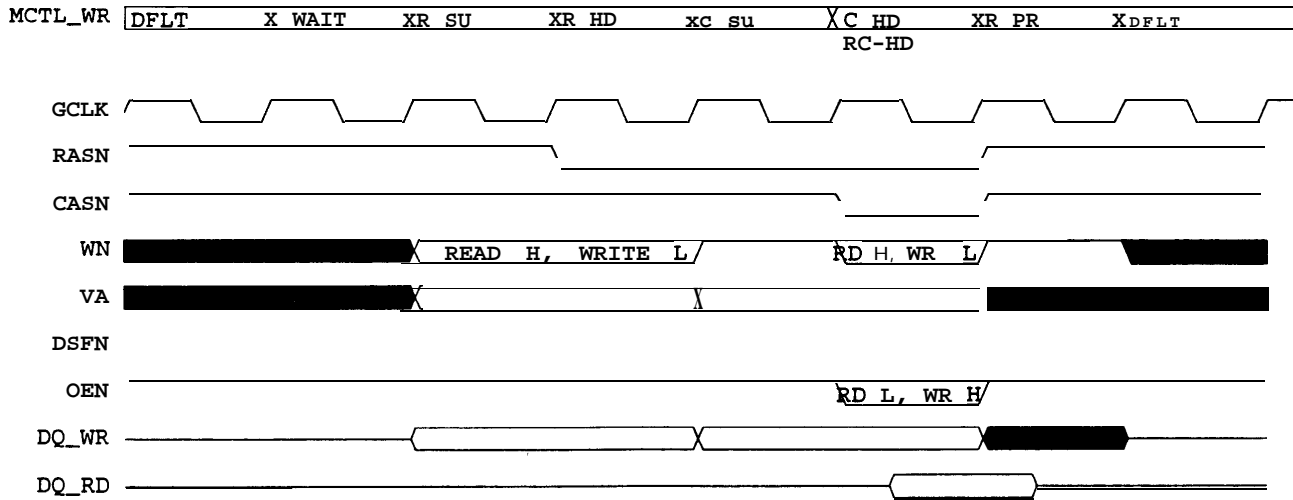 MCTL_WR DFLT X WAIT XR SU XR HD xc su X C HD XR PR X DFLT
RC-HD
GCLK
RASN
CASN
WN READ H, WRITE L RD H, WR L
VA X
DSFN
OEN RD L, WR H
DQ_WR
DQ_RD